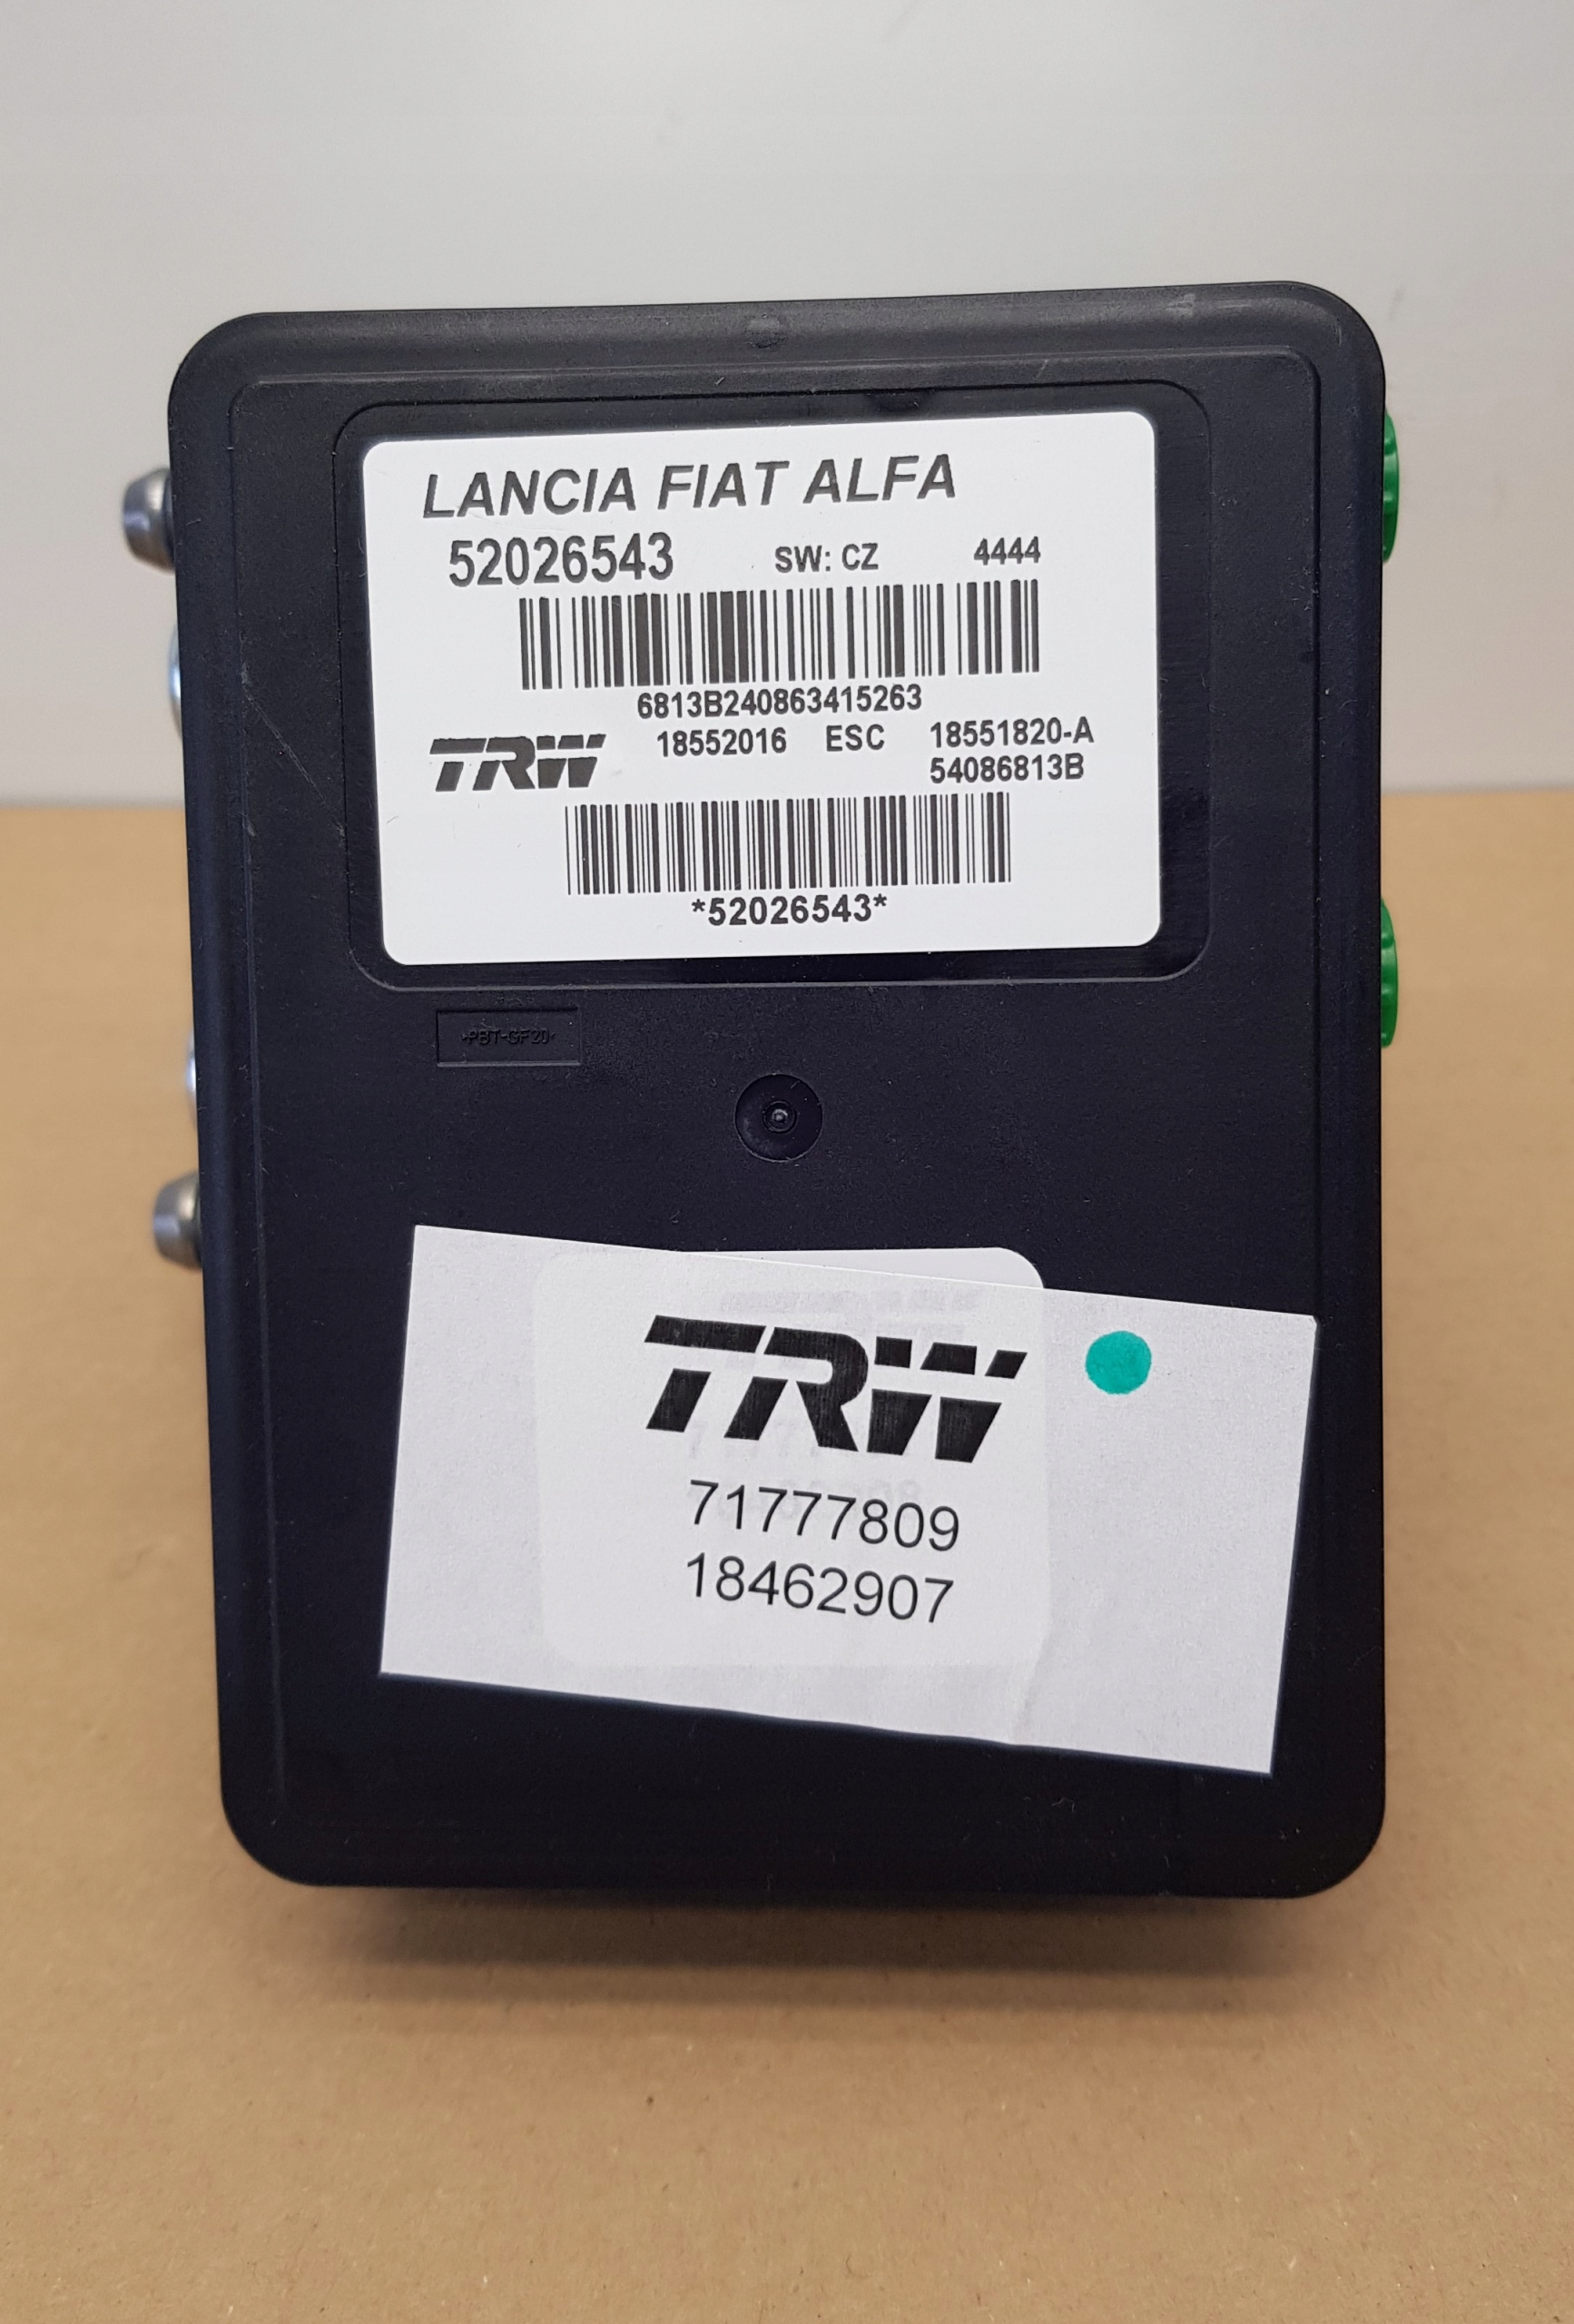 LANCIA FIAT ALFA
52026543 SW: CZ 4444
6813B240863415263
TRW 18552016 ESC 18551820-A
54086813B
*52026543*
>PBT-GF20<
TRW
71777809
18462907